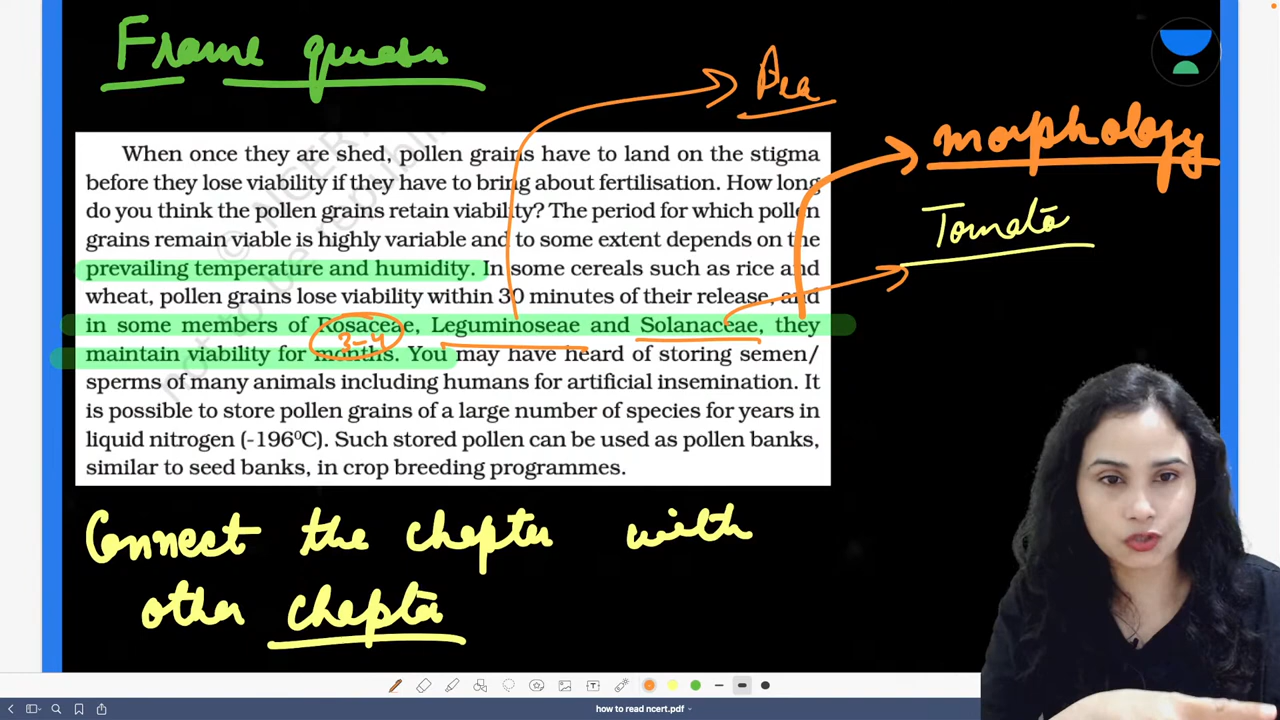 Frame quesn
Pea
morphology
Tomato
When once they are shed, pollen grains have to land on the stigma
before they lose viability if they have to bring about fertilisation. How long
do you think the pollen grains retain viability? The period for which pollen
grains remain viable is highly variable and to some extent depends on the
prevailing temperature and humidity. In some cereals such as rice and
wheat, pollen grains lose viability within 30 minutes of their release, and
in some members of Rosaceae, Leguminoseae and Solanaceae, they
3-4
maintain viability for months. You may have heard of storing semen/
sperms of many animals including humans for artificial insemination. It
is possible to store pollen grains of a large number of species for years in
liquid nitrogen (-196⁰C). Such stored pollen can be used as pollen banks,
similar to seed banks, in crop breeding programmes.
Connect the chepter with
other chepter
how to read ncert.pdf